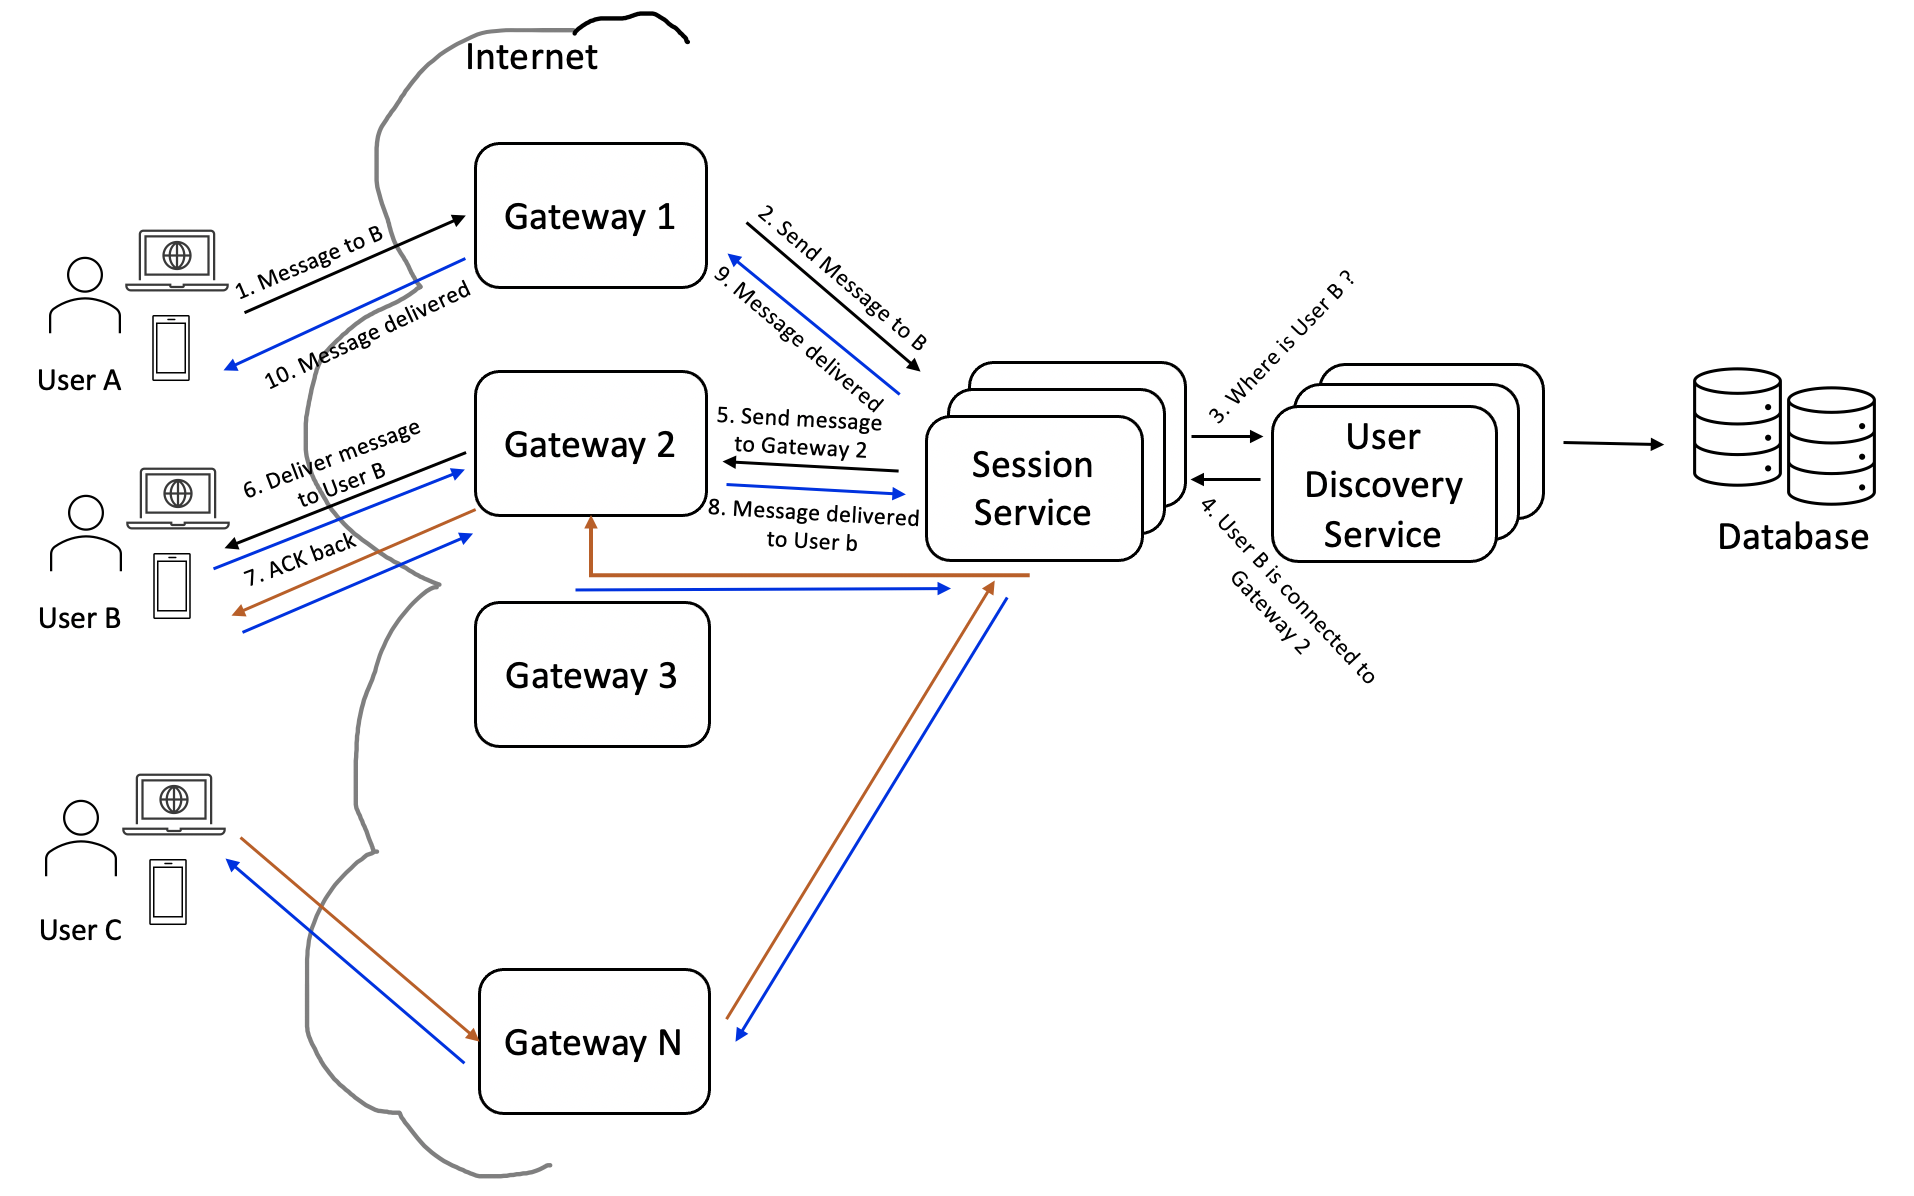 Internet
Gateway 1
1. Message to B
10. Message delivered
User A
2. Send Message to B
9. Message delivered
3. Where is User B ?
Gateway 2
5. Send message
to Gateway 2
6. Deliver message
to User B
7. ACK back
User B
8. Message delivered
to User b
Session
Service
User
Discovery
Service
4. User B is connected to
Gateway 2
Database
Gateway 3
User C
Gateway N